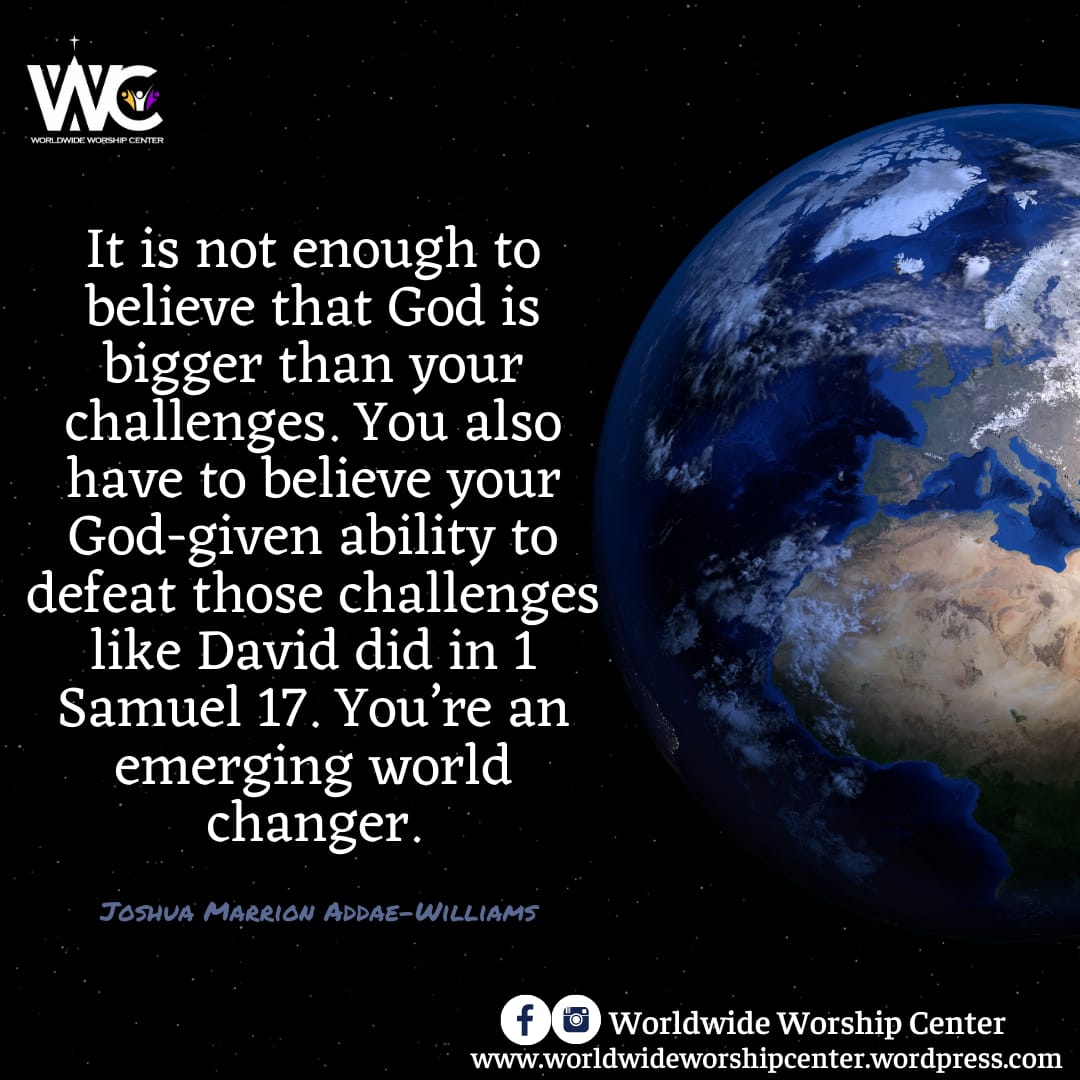 WC
WORLDWIDE WORSHIP CENTER
It is not enough to
believe that God is
bigger than your
challenges. You also
have to believe your
God-given ability to
defeat those challenges
like David did in 1
Samuel 17. You’re an
emerging world
changer.
Joshua Marrion Addae-Williams
Worldwide Worship Center
www.worldwideworshipcenter.wordpress.com